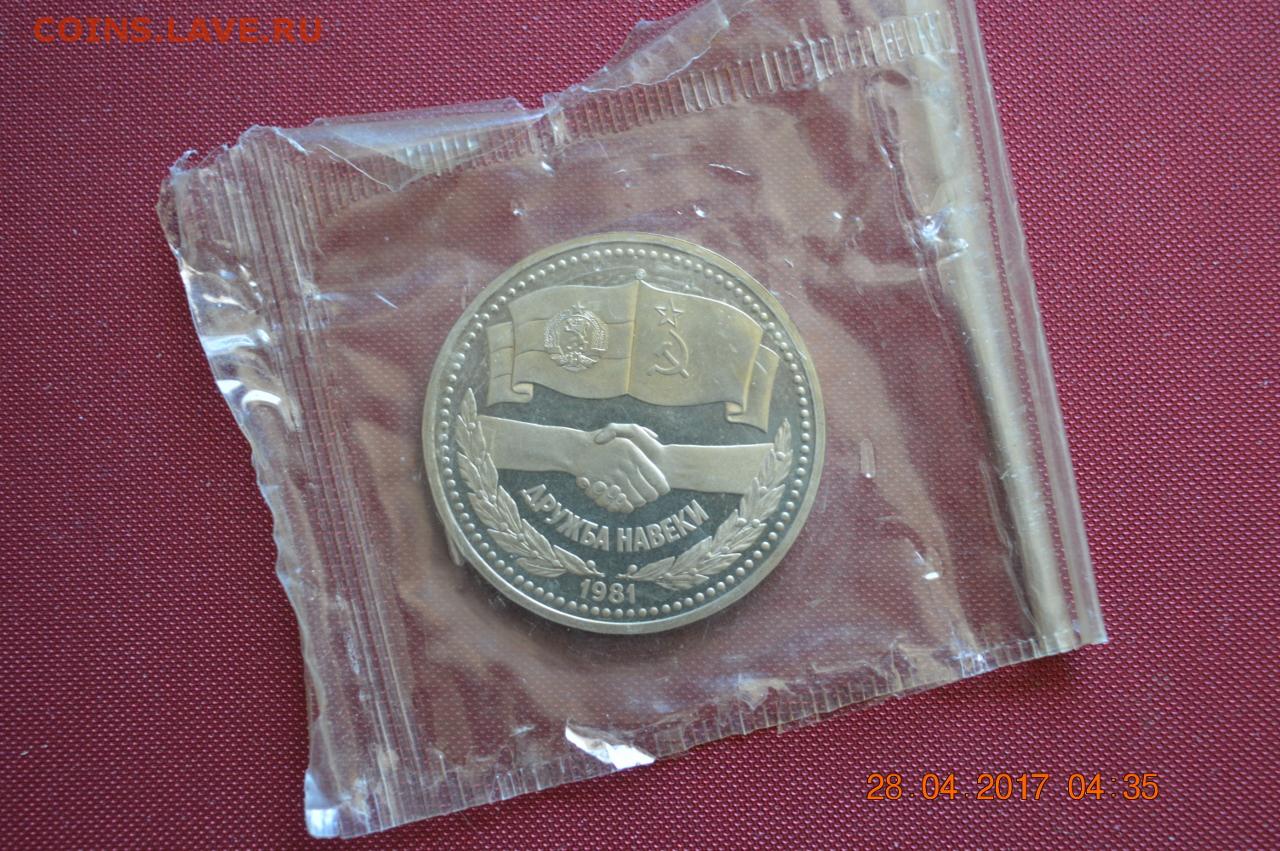 COINS.LAVE.RU
ДРУЖБА НАВЕКИ
1981
28.04.2017 04:35